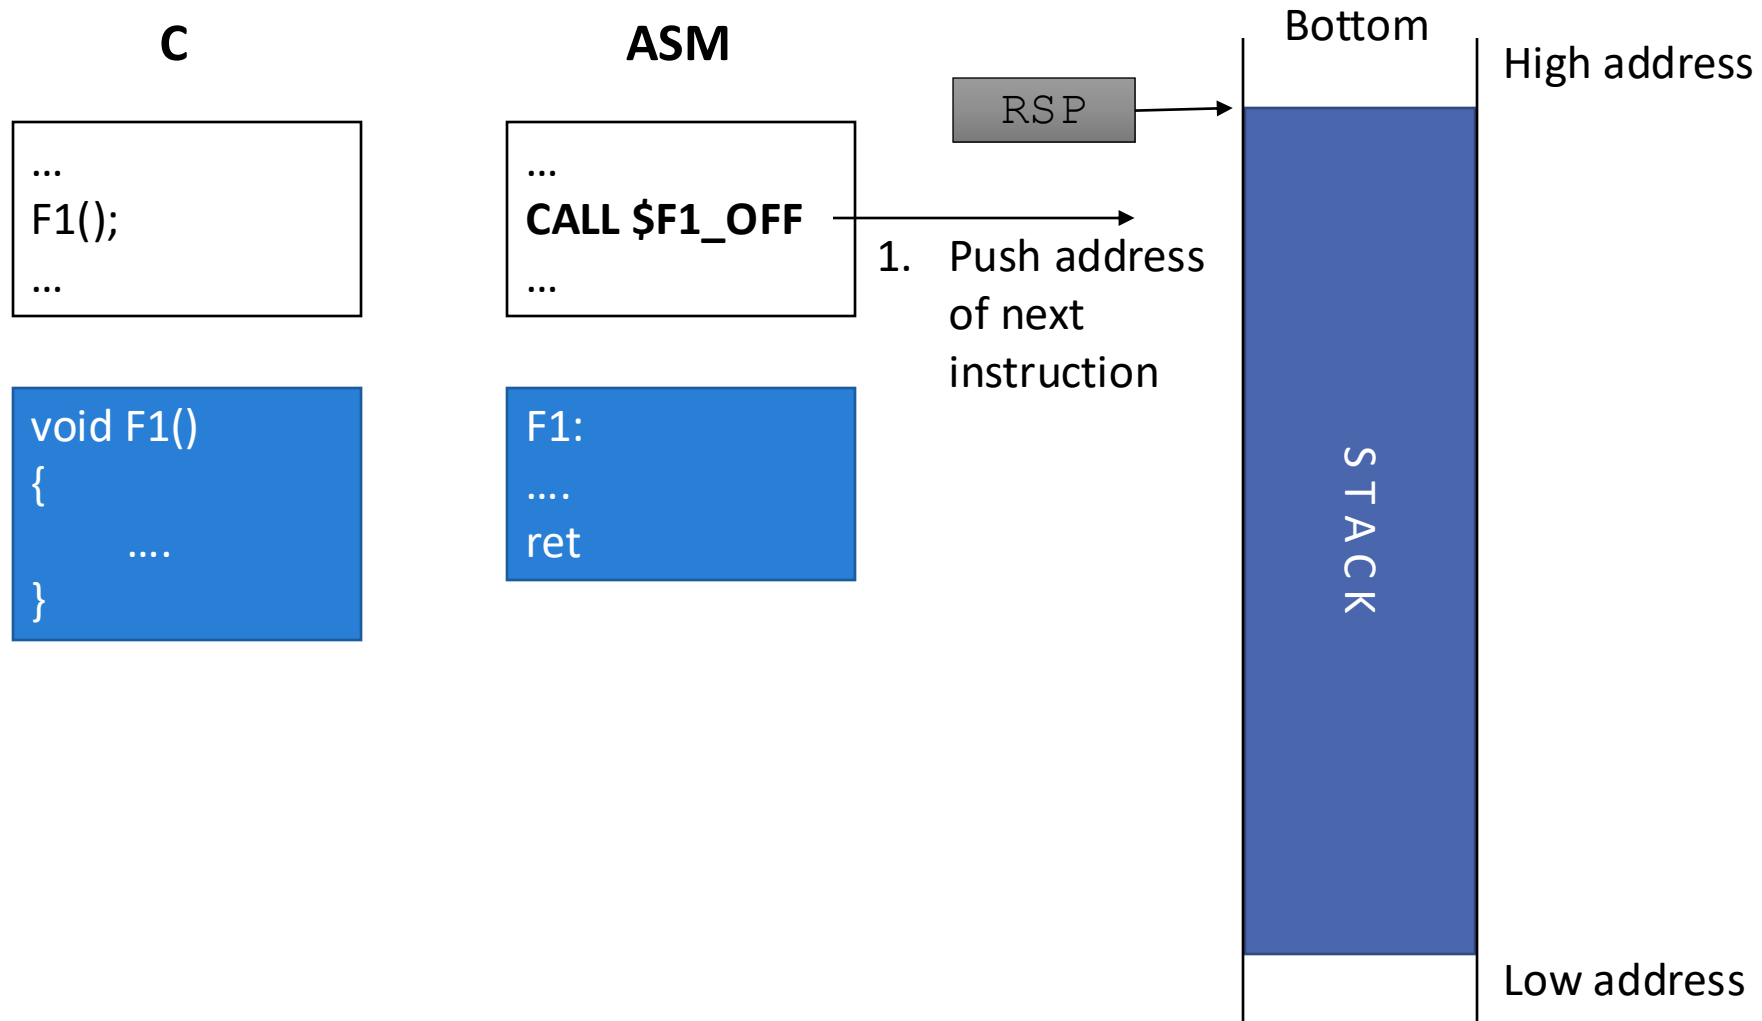 C
…
F1();
…
void F1()
{
….
}
ASM
…
CALL $F1_OFF
…
F1:
….
ret
RSP
1. Push address
of next
instruction
Bottom
High address
STACK
Low address